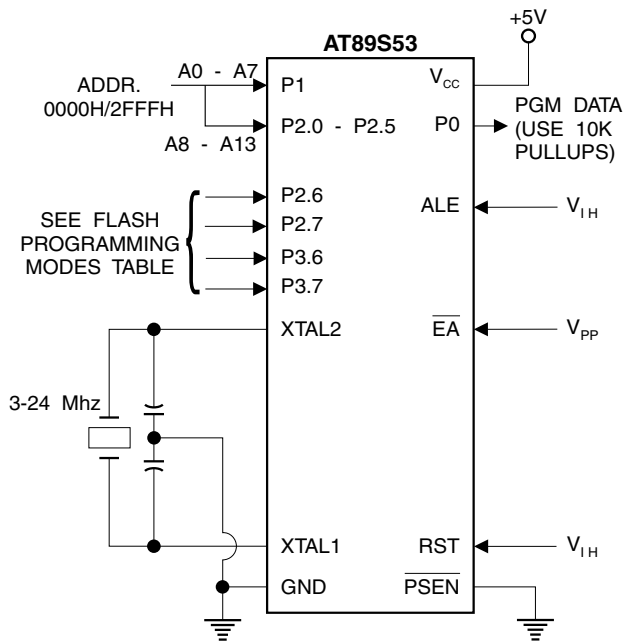 +5V
AT89S53
ADDR.
0000H/2FFFH
A0 - A7
A8 - A13
P1
P2.0 - P2.5
VCC
P0
PGM DATA
(USE 10K
PULLUPS)
SEE FLASH
PROGRAMMING
MODES TABLE
P2.6
P2.7
P3.6
P3.7
ALE
VIH
XTAL2
EA
VPP
3-24 Mhz
XTAL1
RST
VIH
GND
PSEN